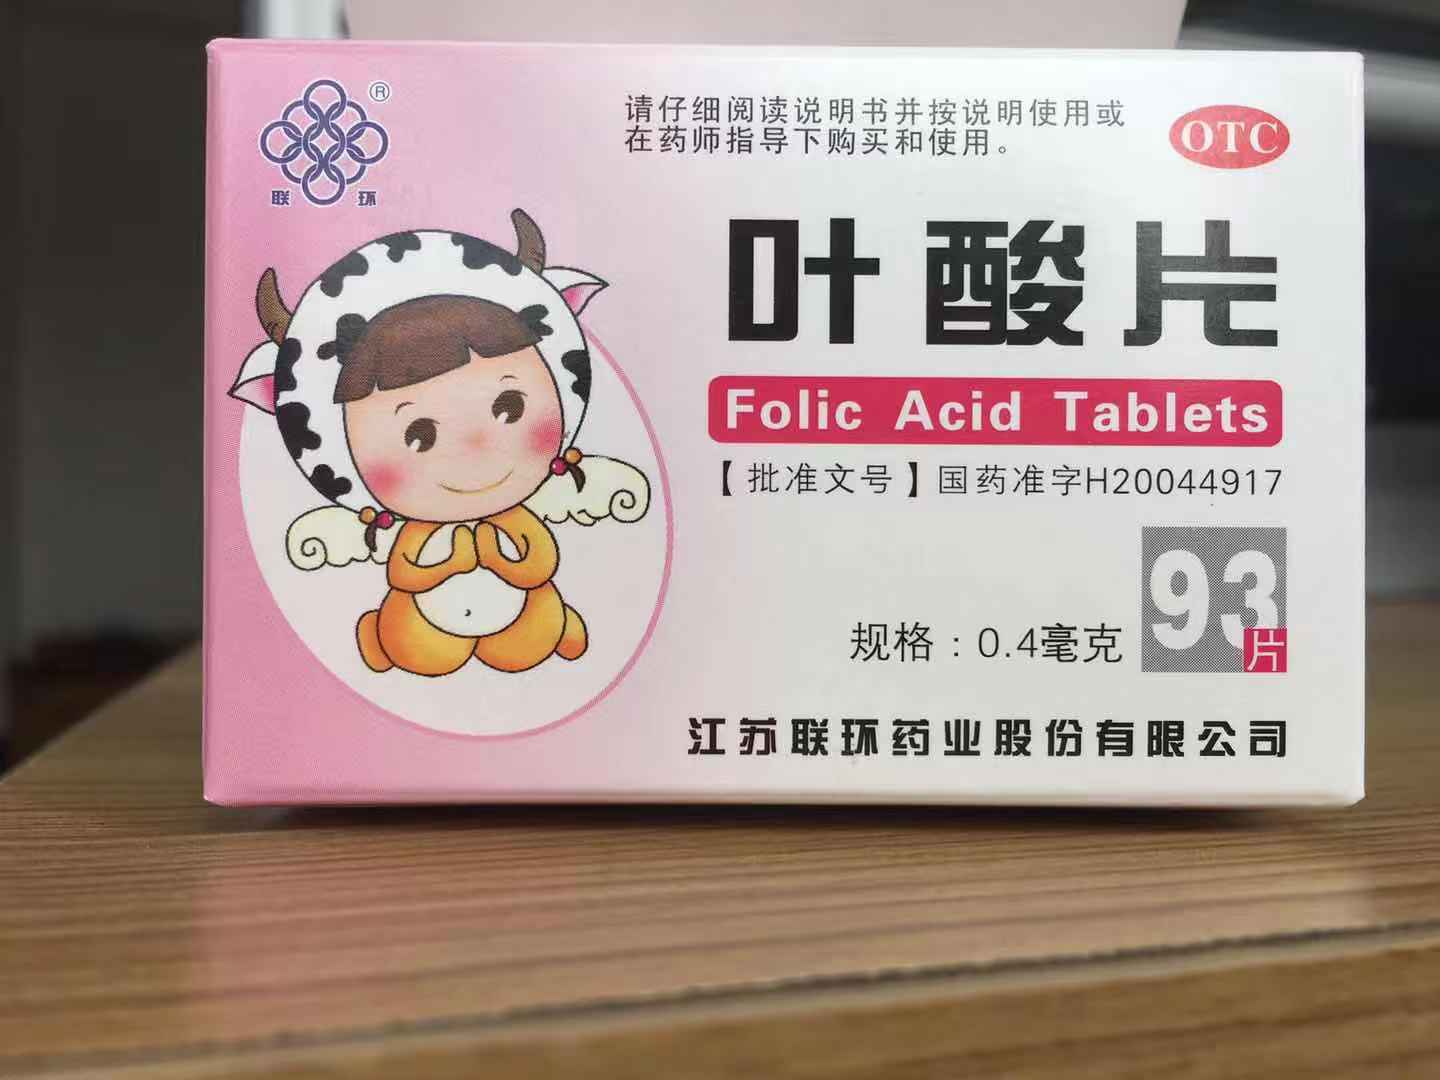 ®
联 环
请仔细阅读说明书并按说明使用或
在药师指导下购买和使用。
OTC
叶酸片
Folic Acid Tablets
【批准文号】国药准字H20044917
规格：0.4毫克
93片
江苏联环药业股份有限公司